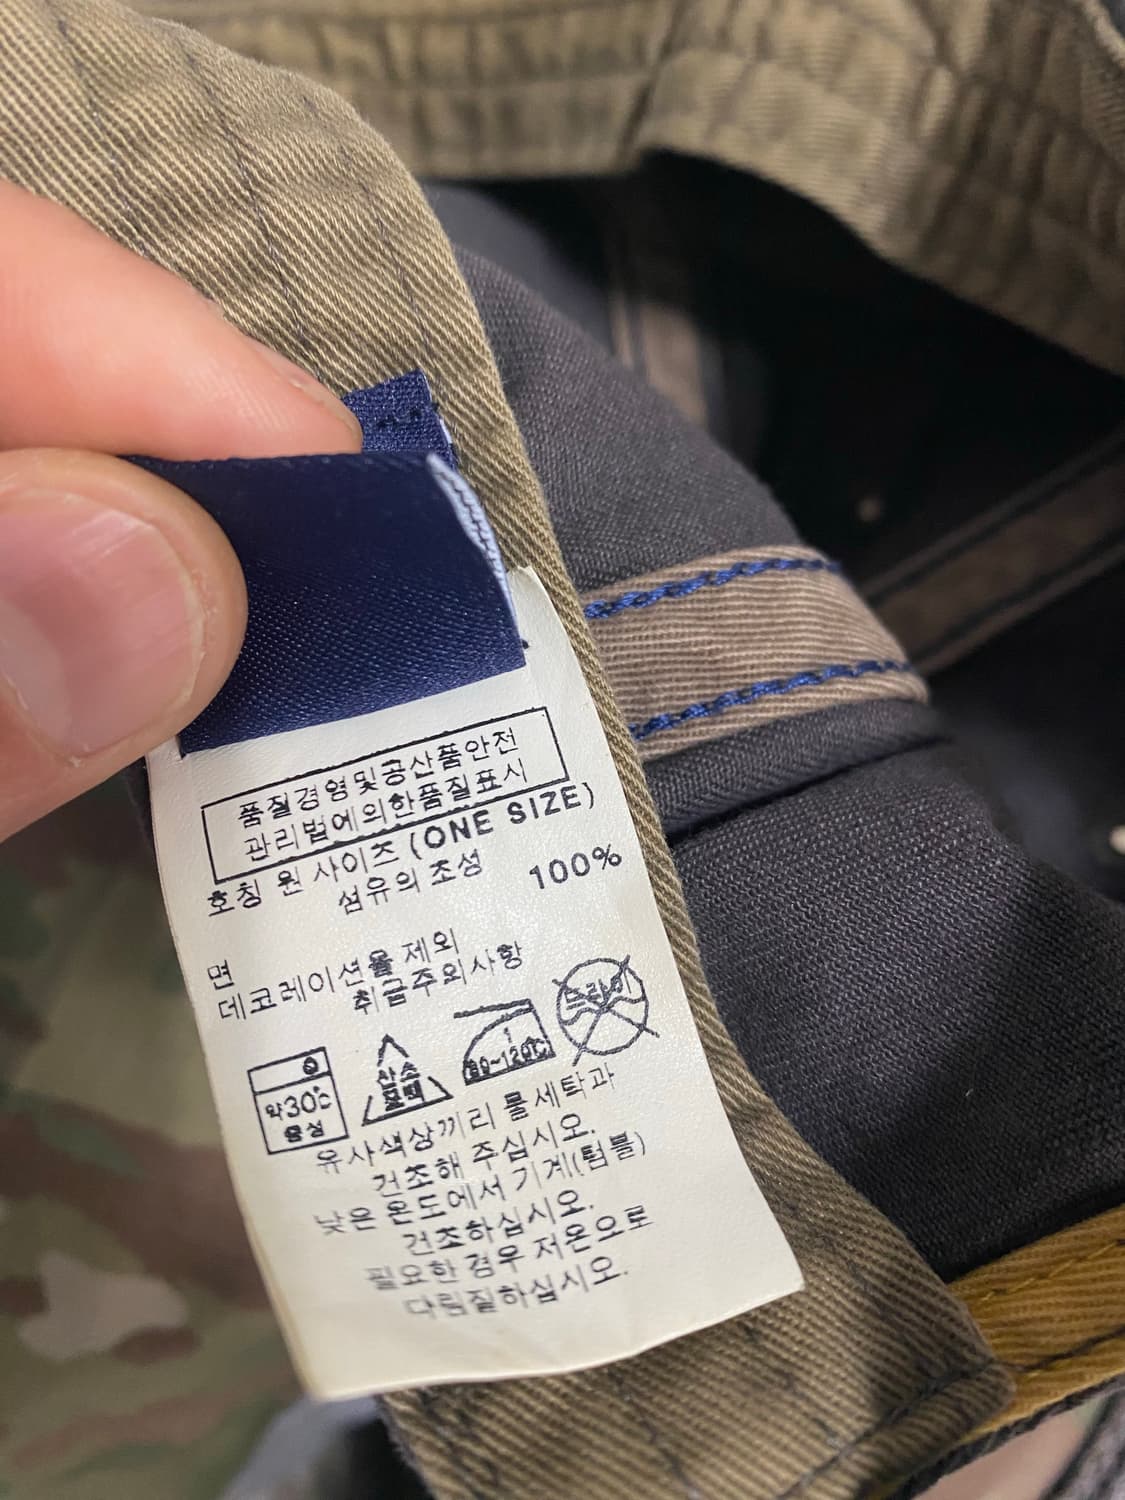 품질경영및공산품안전
관리법에의한품질표시
호칭 원 사이즈 (ONE SIZE)
섬유의 조성
100%
면
데코레이션을 제외
취급주의사항
드라이
1
80~120℃
산소
표백
약30℃
중성
유사색상끼리 물세탁과
건조해 주십시오.
낮은 온도에서 기계(텀블)
건조하십시오.
필요한 경우 저온으로
다림질하십시오.